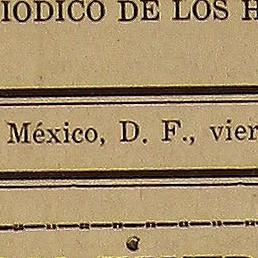 IODICO DE LOS H
México, D. F., vier